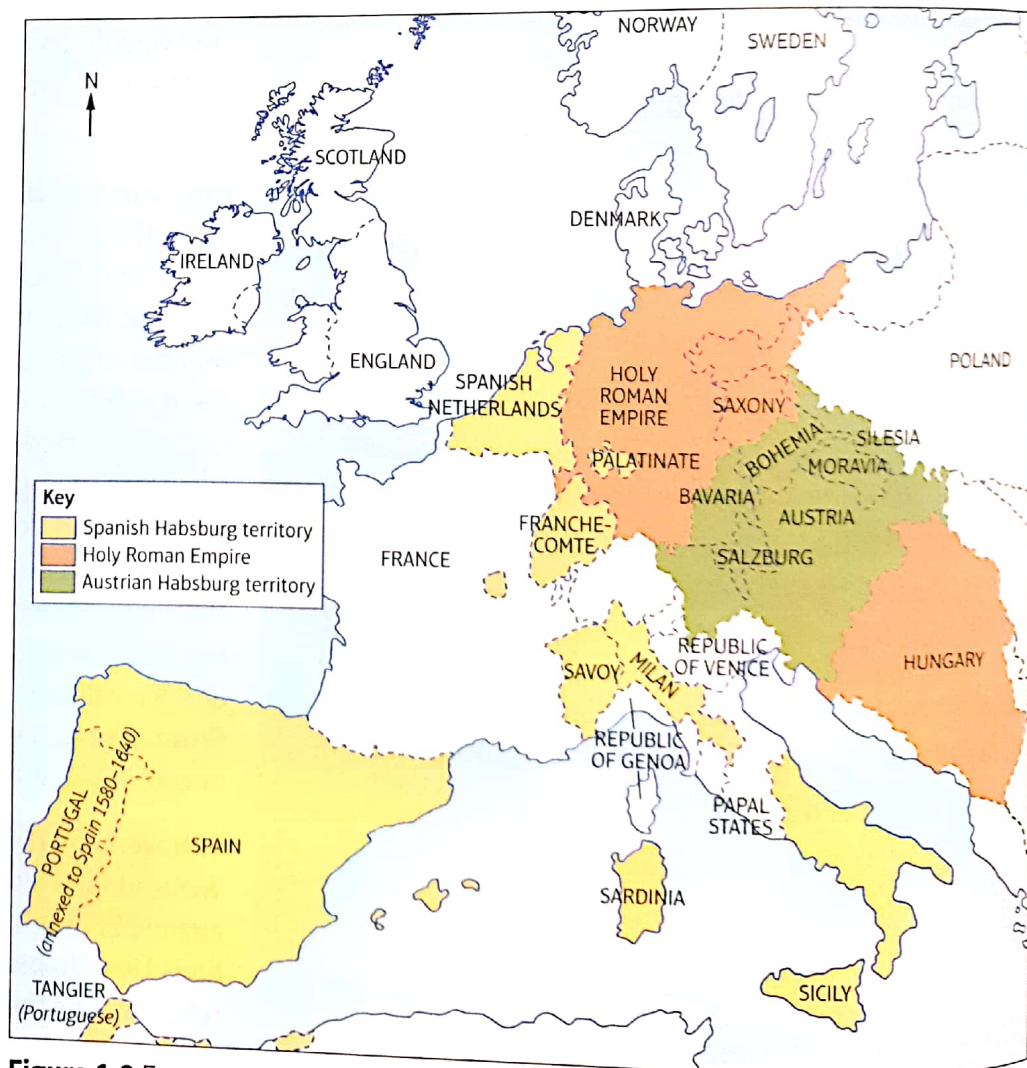 NORWAY
SWEDEN
N
SCOTLAND
DENMARK
IRELAND
ENGLAND
POLAND
SPANISH
NETHERLANDS
HOLY
ROMAN
EMPIRE
SAXONY
PALATINATE
BOHEMIA
SILESIA
MORAVIA
BAVARIA
AUSTRIA
Key
Spanish Habsburg territory
Holy Roman Empire
Austrian Habsburg territory
FRANCHE-
COMTE
FRANCE
SALZBURG
REPUBLIC
OF VENICE
HUNGARY
SAVOY
MILAN
REPUBLIC
OF GENOA
PORTUGAL
(annexed to Spain 1580–1640)
SPAIN
PAPAL
STATES
SARDINIA
TANGIER
(Portuguese)
SICILY